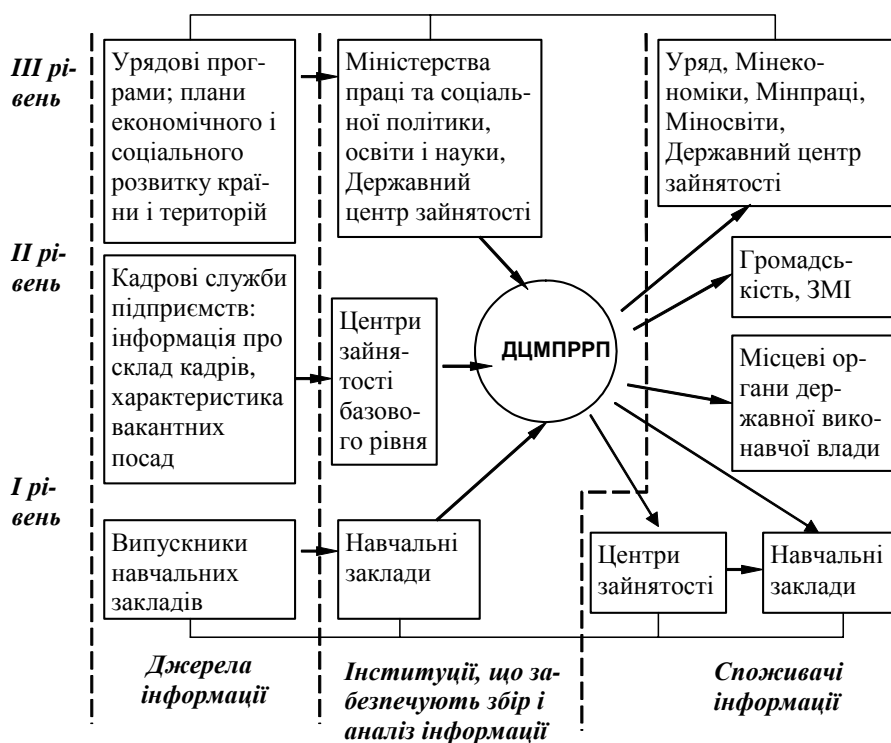 III рі-
вень
Урядові прог-
рами; плани
економічного і
соціального
розвитку краї-
ни і територій
Міністерства
праці та соціаль-
ної політики,
освіти і науки,
Державний
центр зайнятості
Уряд, Мінеко-
номіки, Мінпраці,
Міносвіти,
Державний центр
зайнятості
II рі-
вень
Кадрові служби
підприємств:
інформація про
склад кадрів,
характеристика
вакантних
посад
Центри
зайня-
тості
базово-
го рівня
ДЦМПРРП
Громадсь-
кість, ЗМІ
Місцеві ор-
гани дер-
жавної вико-
навчої влади
I рі-
вень
Випускники
навчальних
закладів
Навчальні
заклади
Центри
зайнятості
Навчальні
заклади
Джерела
інформації
Інституції, що за-
безпечують збір і
аналіз інформації
Споживачі
інформації